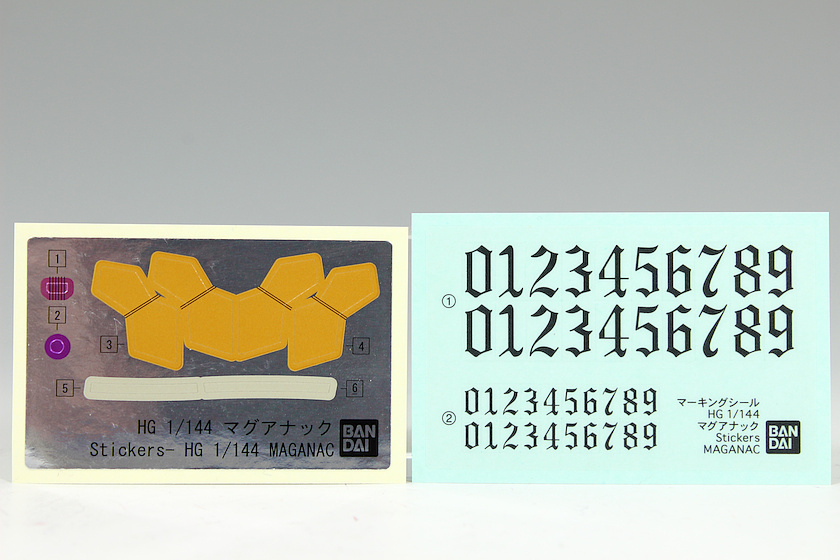 1
2
3
4
5
6
HG 1/144 マグアナック
Stickers- HG 1/144 MAGANAC
BAN
DAI
① 0123456789
0123456789
② 0123456789
0123456789
マーキングシール
HG 1/144
マグアナック
Stickers
MAGANAC
BAN
DAI